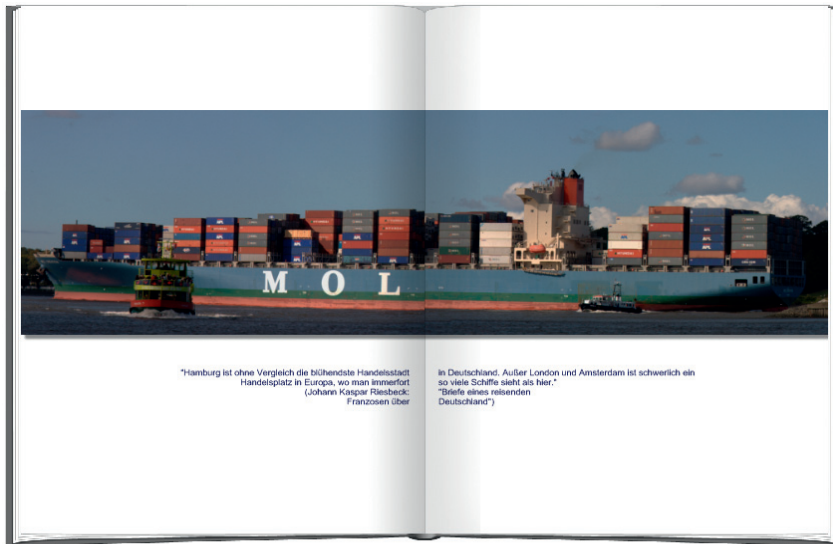 MOL
"Hamburg ist ohne Vergleich die blühendste Handelsstadt in Deutschland. Außer London und Amsterdam ist schwerlich ein
Handelsplatz in Europa, wo man immerfort so viele Schiffe sieht als hier."
(Johann Kaspar Riesbeck: "Briefe eines reisenden
Franzosen über Deutschland")